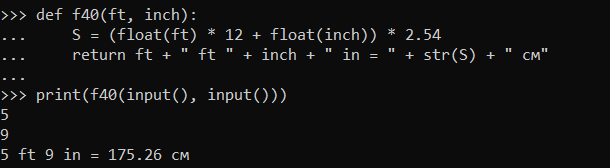 >>> def f40(ft, inch):
...     S = (float(ft) * 12 + float(inch)) * 2.54
...     return ft + " ft " + inch + " in = " + str(S) + " см"
...
>>> print(f40(input(), input()))
5
9
5 ft 9 in = 175.26 см